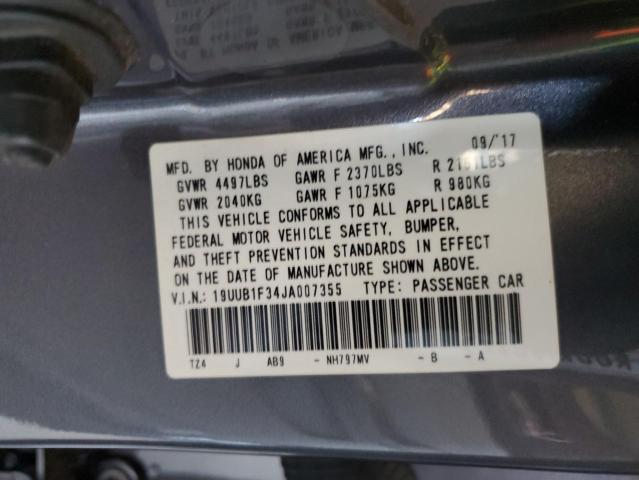 MFD. BY HONDA OF AMERICA MFG., INC. 09/'17
GVWR 4497LBS GAWR F 2370LBS R 2161LBS
GVWR 2040KG GAWR F 1075KG R 980KG
THIS VEHICLE CONFORMS TO ALL APPLICABLE
FEDERAL MOTOR VEHICLE SAFETY, BUMPER,
AND THEFT PREVENTION STANDARDS IN EFFECT
ON THE DATE OF MANUFACTURE SHOWN ABOVE.
V.I.N.: 19UUB1F34JA007355 TYPE: PASSENGER CAR
TZ4 J AB9 - NH797MV - B - A